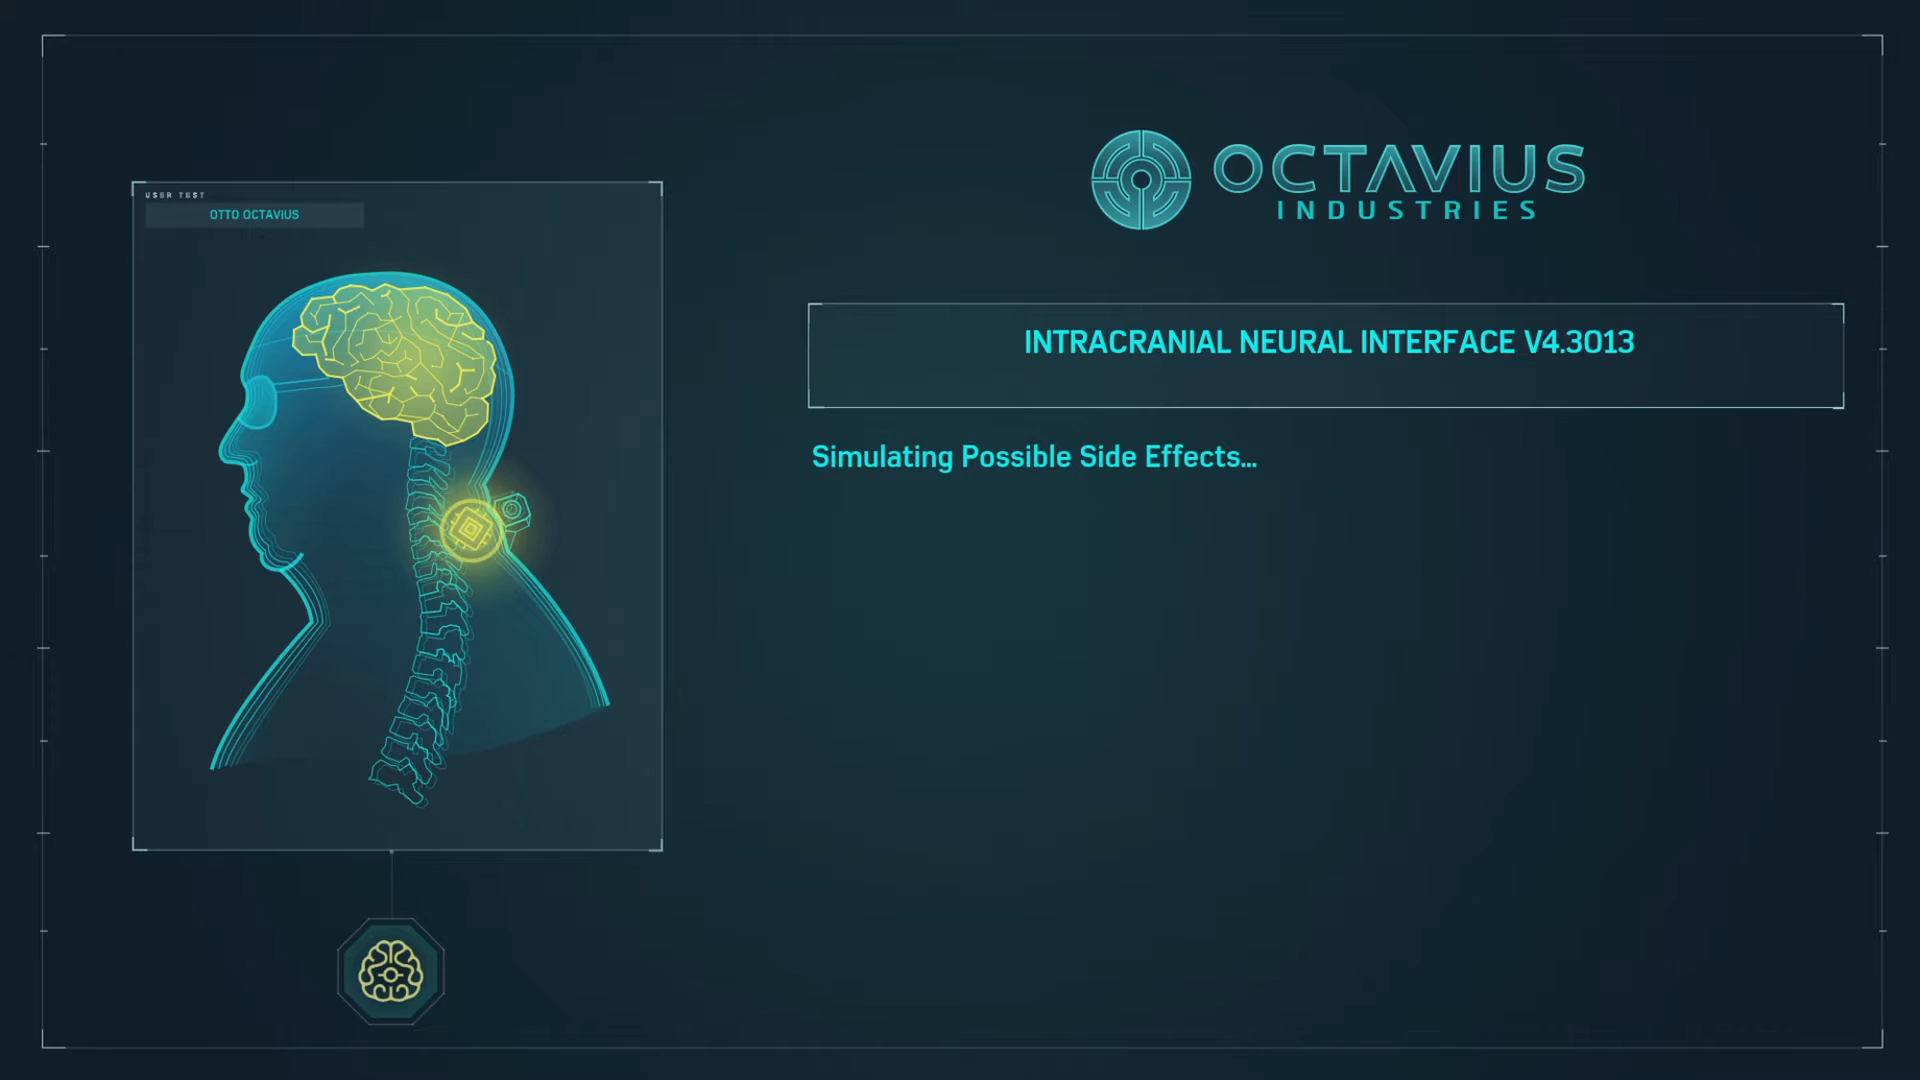 USER TEST
OTTO OCTAVIUS
OCTAVIUS
INDUSTRIES
INTRACRANIAL NEURAL INTERFACE V4.3013
Simulating Possible Side Effects...